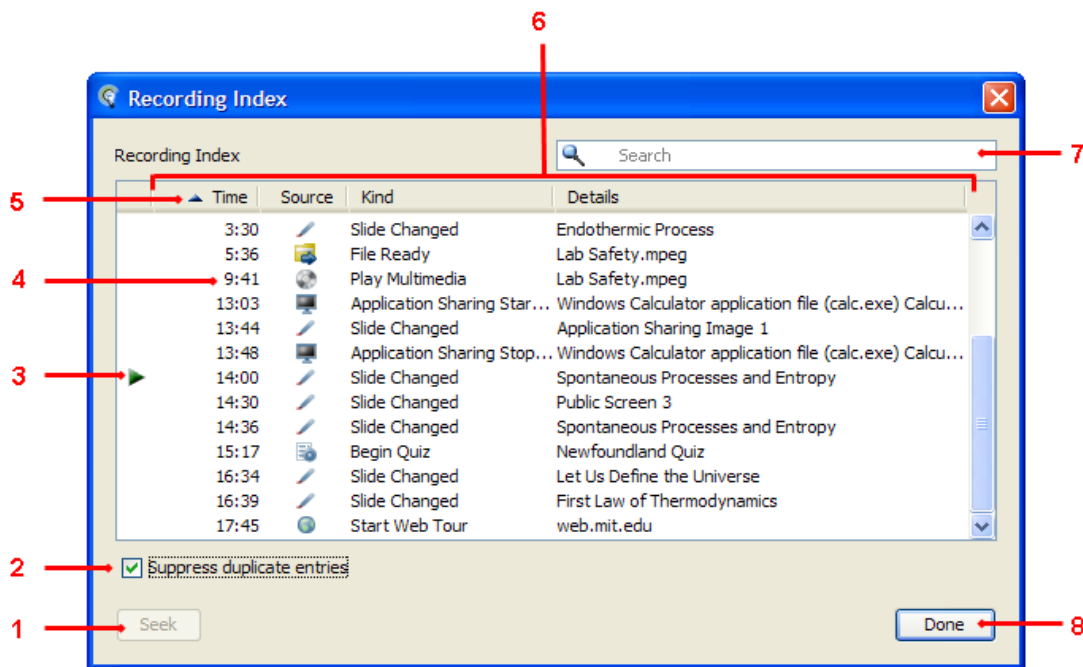 6
Recording Index
Recording Index
Search
7
5
Time Source Kind Details
3:30 Slide Changed Endothermic Process
5:36 File Ready Lab Safety.mpeg
4
9:41 Play Multimedia Lab Safety.mpeg
13:03 Application Sharing Star... Windows Calculator application file (calc.exe) Calcu...
13:44 Slide Changed Application Sharing Image 1
13:48 Application Sharing Stop... Windows Calculator application file (calc.exe) Calcu...
3
14:00 Slide Changed Spontaneous Processes and Entropy
14:30 Slide Changed Public Screen 3
14:36 Slide Changed Spontaneous Processes and Entropy
15:17 Begin Quiz Newfoundland Quiz
16:34 Slide Changed Let Us Define the Universe
16:39 Slide Changed First Law of Thermodynamics
17:45 Start Web Tour web.mit.edu
2
Suppress duplicate entries
1
Seek
Done
8